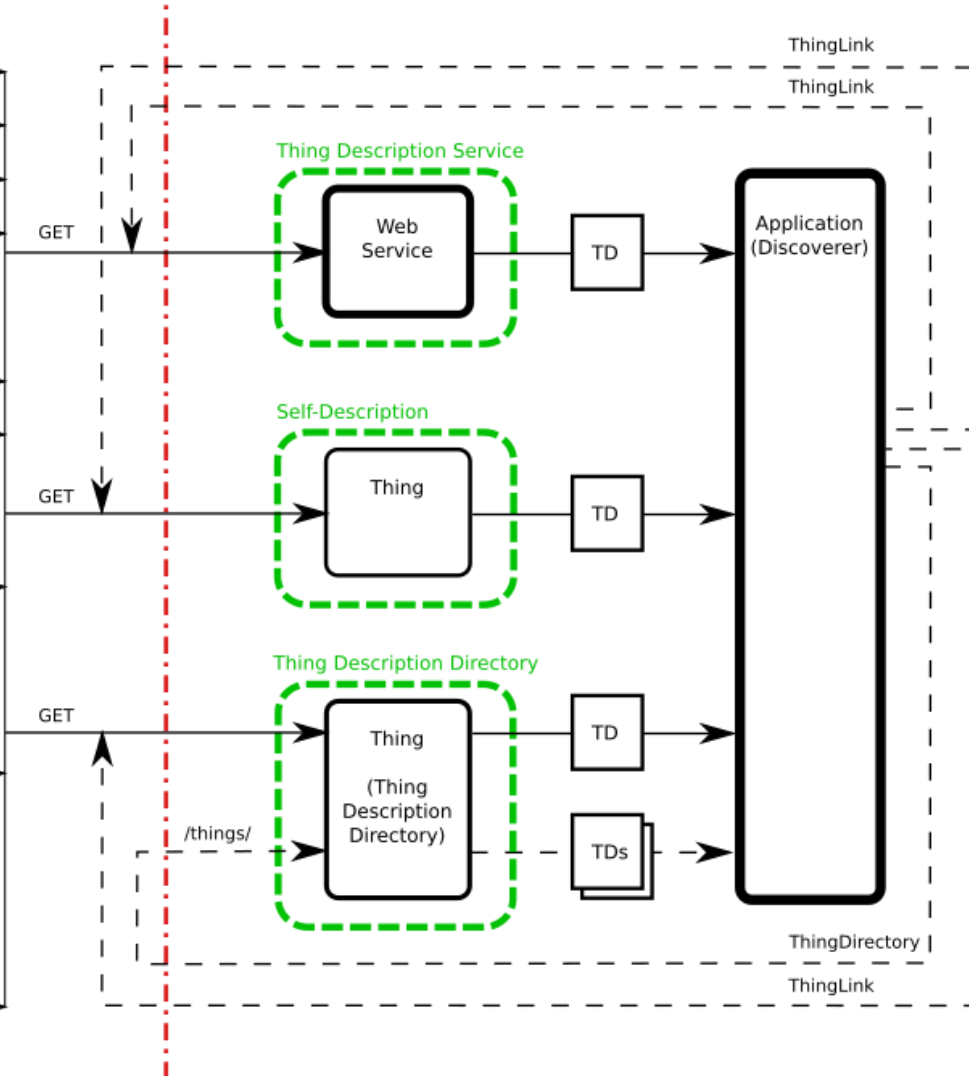 ThingLink
ThingLink
Thing Description Service
GET
Web
Service
TD
Application
(Discoverer)
Self-Description
GET
Thing
TD
Thing Description Directory
GET
Thing
TD
(Thing
Description
Directory)
/things/
TDs
ThingDirectory
ThingLink